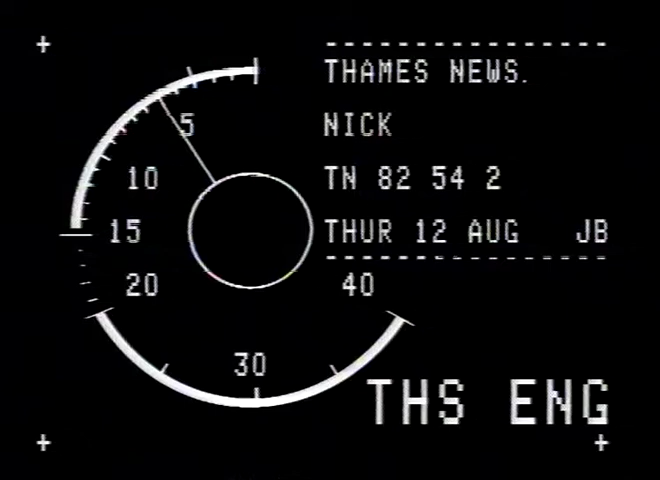 THAMES NEWS.
NICK
TN 82 54 2
THUR 12 AUG JB
5
10
15
20
30
40
THS ENG